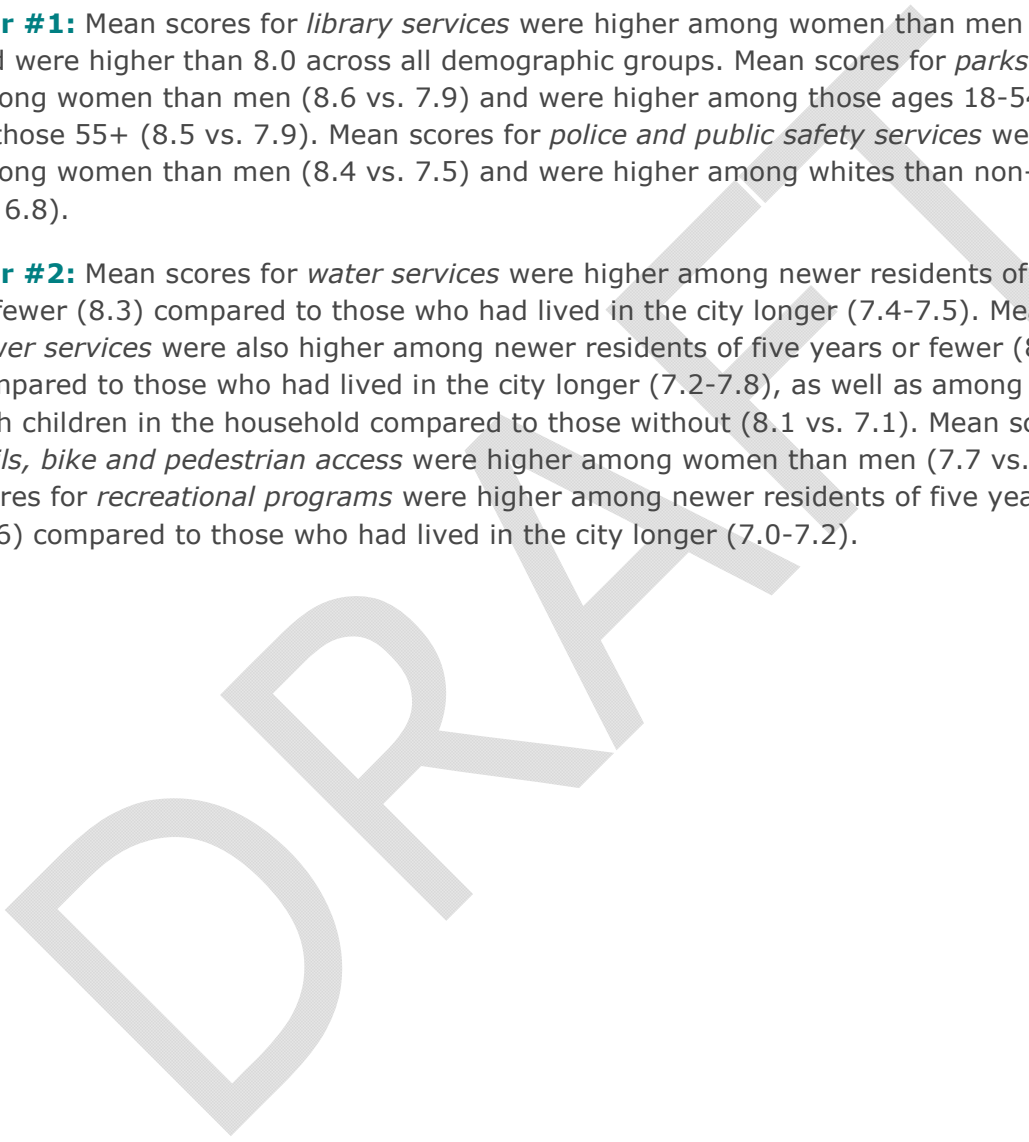 r #1: Mean scores for library services were higher among women than men
d were higher than 8.0 across all demographic groups. Mean scores for parks
ong women than men (8.6 vs. 7.9) and were higher among those ages 18-54
those 55+ (8.5 vs. 7.9). Mean scores for police and public safety services we
ong women than men (8.4 vs. 7.5) and were higher among whites than non-
6.8).
r #2: Mean scores for water services were higher among newer residents of
fewer (8.3) compared to those who had lived in the city longer (7.4-7.5). Me
wer services were also higher among newer residents of five years or fewer (8
mpared to those who had lived in the city longer (7.2-7.8), as well as among
h children in the household compared to those without (8.1 vs. 7.1). Mean sc
ils, bike and pedestrian access were higher among women than men (7.7 vs.
res for recreational programs were higher among newer residents of five yea
6) compared to those who had lived in the city longer (7.0-7.2).
DRAFT